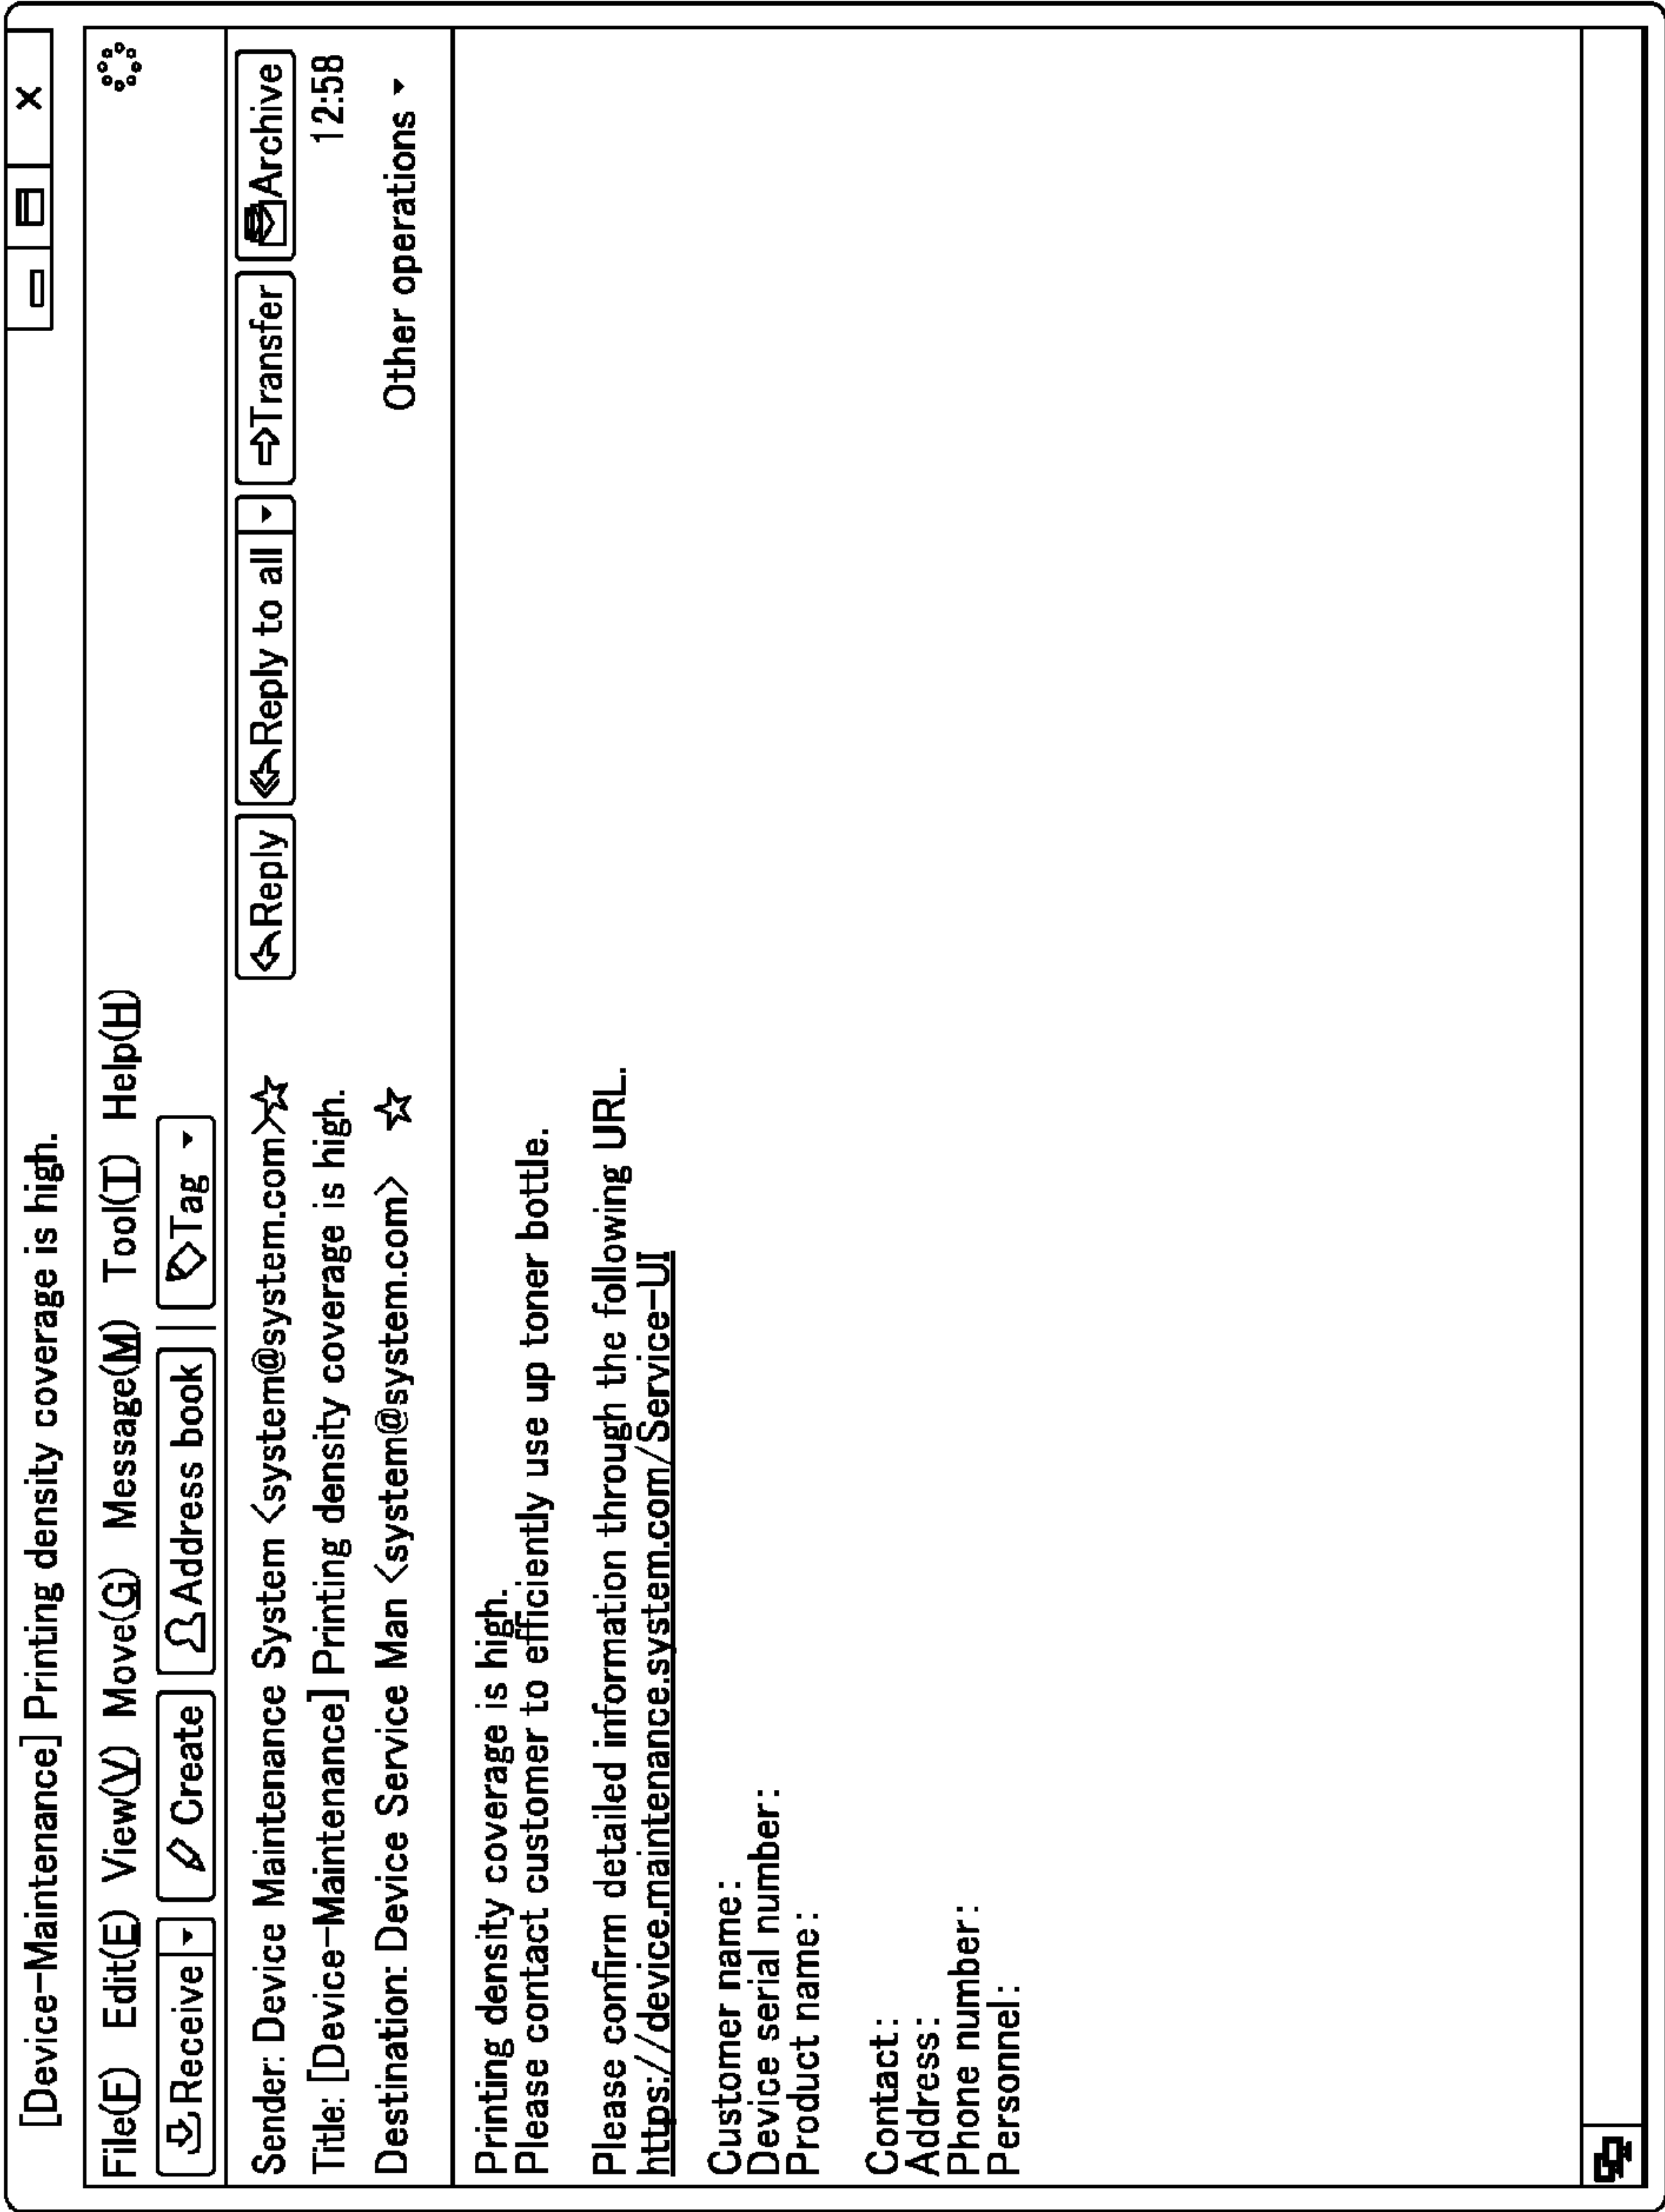 [Device-Maintenance] Printing density coverage is high.
File(F) Edit(E) View(V) Move(G) Message(M) Tool(T) Help(H)
Receive Create Address book Tag
Sender: Device Maintenance System <system@system.com> Reply Reply to all Transfer Archive
Title: [Device-Maintenance] Printing density coverage is high. 12:58
Destination: Device Service Man <system@system.com> Other operations
Printing density coverage is high.
Please contact customer to efficiently use up toner bottle.
Please confirm detailed information through the following URL.
https://device.maintenance.system.com/Service-UI
Customer name:
Device serial number:
Product name:
Contact:
Address:
Phone number:
Personnel: